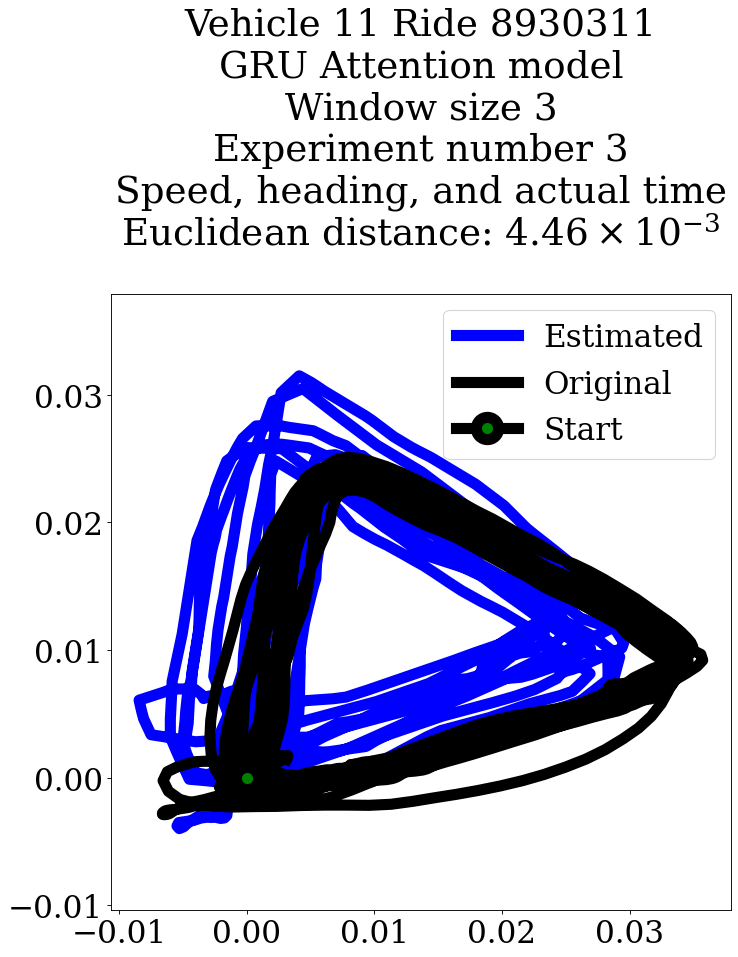 Vehicle 11 Ride 8930311
GRU Attention model
Window size 3
Experiment number 3
Speed, heading, and actual time
Euclidean distance: 4.46 × 10⁻³
Estimated
Original
Start
0.03
0.02
0.01
0.00
−0.01
−0.01 0.00 0.01 0.02 0.03